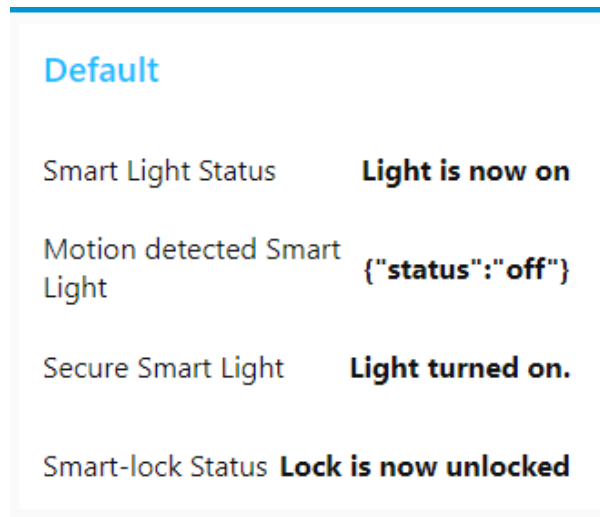 Default
Smart Light Status Light is now on
Motion detected Smart
Light
{"status":"off"}
Secure Smart Light Light turned on.
Smart-lock Status Lock is now unlocked